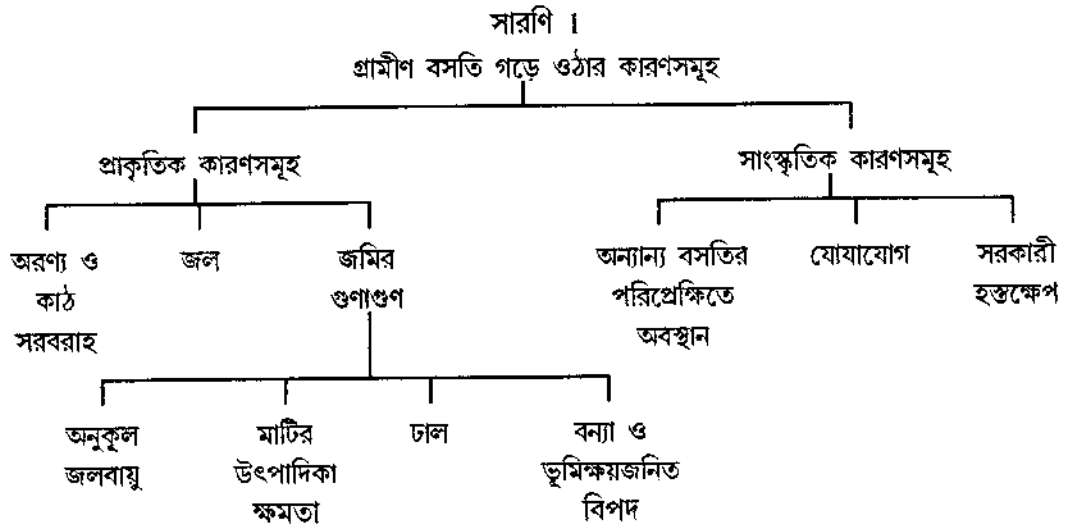 সারণি 1
গ্রামীণ বসতি গড়ে ওঠার কারণসমূহ
প্রাকৃতিক কারণসমূহ
সাংস্কৃতিক কারণসমূহ
অরণ্য ও
কাঠ
সরবরাহ
জল
জমির
গুণাগুণ
অন্যান্য বসতির
পরিপ্রেক্ষিতে
অবস্থান
যোযাযোগ
সরকারী
হস্তক্ষেপ
অনুকূল
জলবায়ু
মাটির
উৎপাদিকা
ক্ষমতা
ঢাল
বন্যা ও
ভূমিক্ষয়জনিত
বিপদ